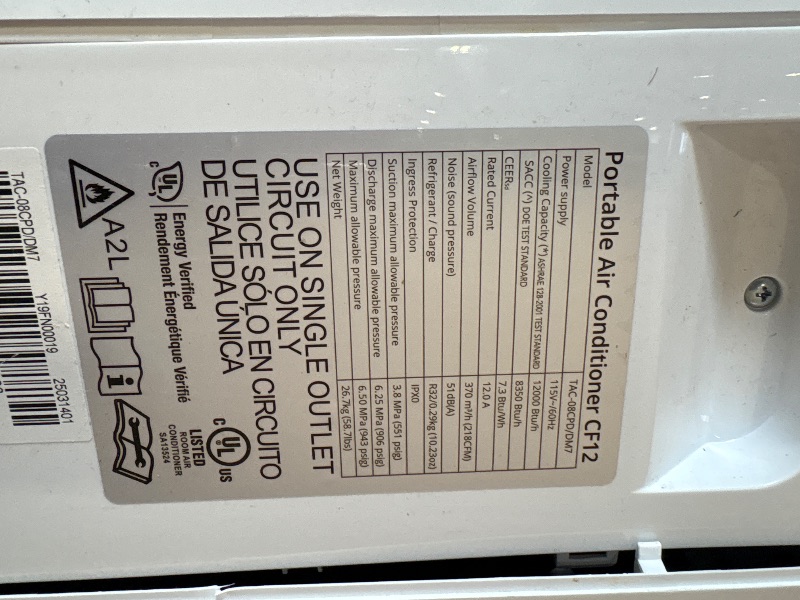 Portable Air Conditioner CF12
Model TAC-08CPD/DM7
Power supply 115V~/60Hz
Cooling Capacity (*) ASHRAE 128-2001 TEST STANDARD 12000 Btu/h
SACC (^) DOE TEST STANDARD 8350 Btu/h
CEERSd 7.3 Btu/Wh
Rated Current 12.0 A
Airflow Volume 370 m³/h (218CFM)
Noise (sound pressure) 51dB(A)
Refrigerant / Charge R32/0.29kg (10.23oz)
Ingress Protection IPX0
Suction maximum allowable pressure 3.8 MPa (551 psig)
Discharge maximum allowable pressure 6.25 MPa (906 psig)
Maximum allowable pressure 6.50 MPa (943 psig)
Net Weight 26.7kg (58.7lbs)
USE ON SINGLE OUTLET
CIRCUIT ONLY
UTILICE SÓLO EN CIRCUITO
DE SALIDA ÚNICA
C UL US
LISTED
ROOM AIR
CONDITIONER
SA13524
C UL
Energy Verified
Rendement Énergétique Vérifié
A2L
TAC-08CPD/DM7 Y19FN00019 25031401